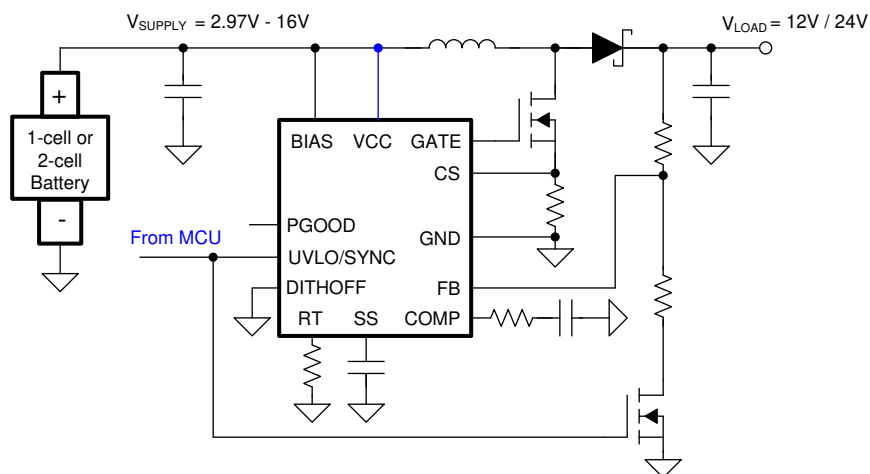 VSUPPLY = 2.97V - 16V
VLOAD = 12V / 24V
+
1-cell or
2-cell
Battery
-
BIAS VCC GATE
CS
PGOOD
From MCU
GND
UVLO/SYNC
DITHOFF
FB
RT SS COMP